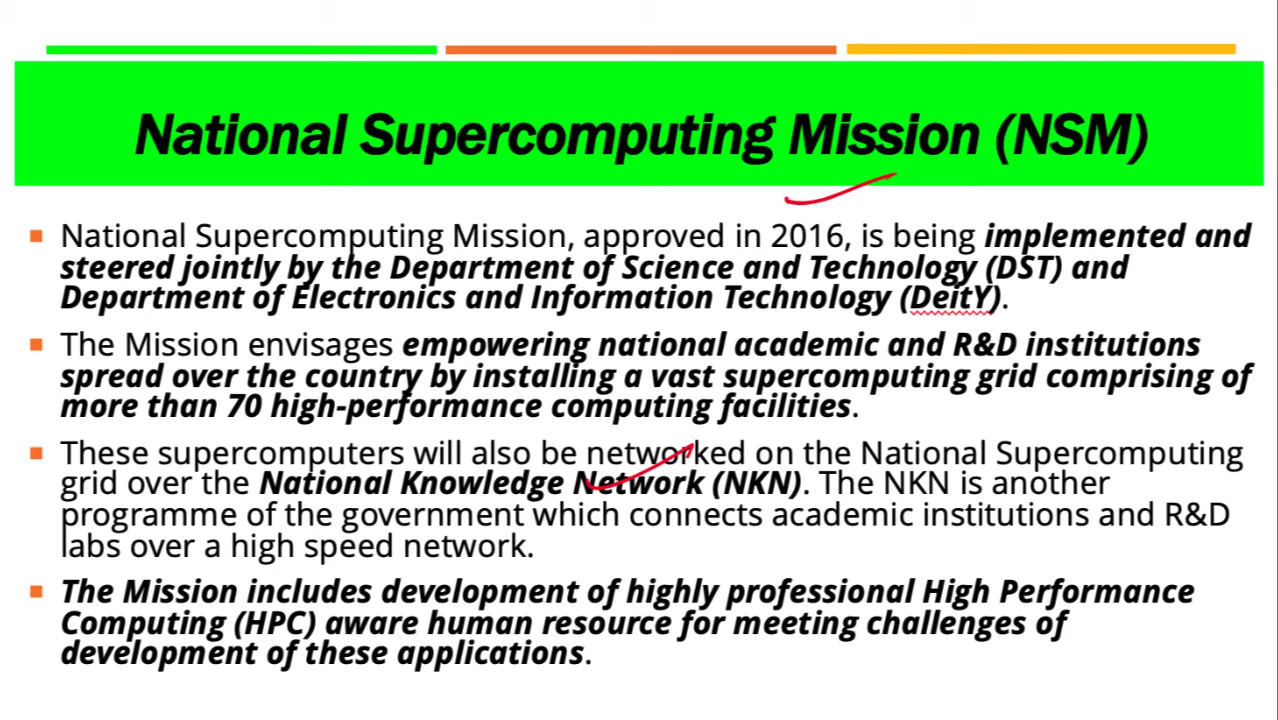 National Supercomputing Mission (NSM)
National Supercomputing Mission, approved in 2016, is being implemented and
steered jointly by the Department of Science and Technology (DST) and
Department of Electronics and Information Technology (DeitY).
The Mission envisages empowering national academic and R&D institutions
spread over the country by installing a vast supercomputing grid comprising of
more than 70 high-performance computing facilities.
These supercomputers will also be networked on the National Supercomputing
grid over the National Knowledge Network (NKN). The NKN is another
programme of the government which connects academic institutions and R&D
labs over a high speed network.
The Mission includes development of highly professional High Performance
Computing (HPC) aware human resource for meeting challenges of
development of these applications.